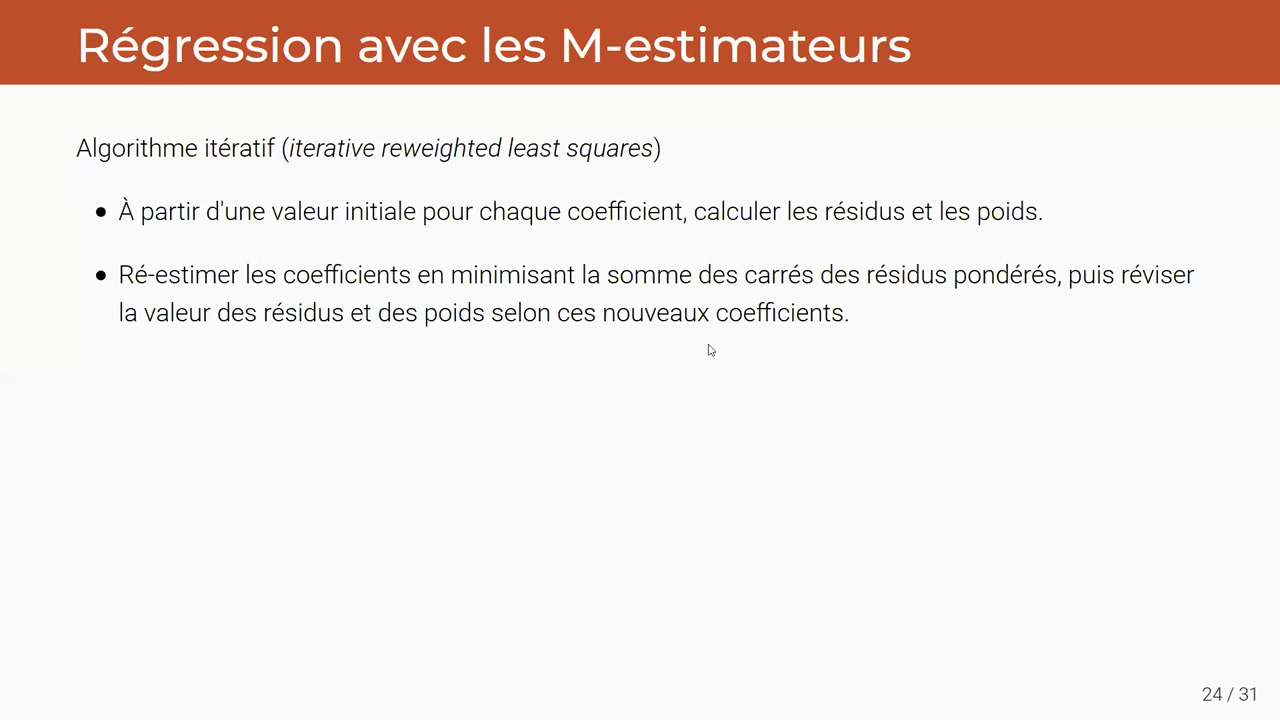 Régression avec les M-estimateurs
Algorithme itératif (iterative reweighted least squares)
• À partir d'une valeur initiale pour chaque coefficient, calculer les résidus et les poids.
• Ré-estimer les coefficients en minimisant la somme des carrés des résidus pondérés, puis réviser
la valeur des résidus et des poids selon ces nouveaux coefficients.
24 / 31